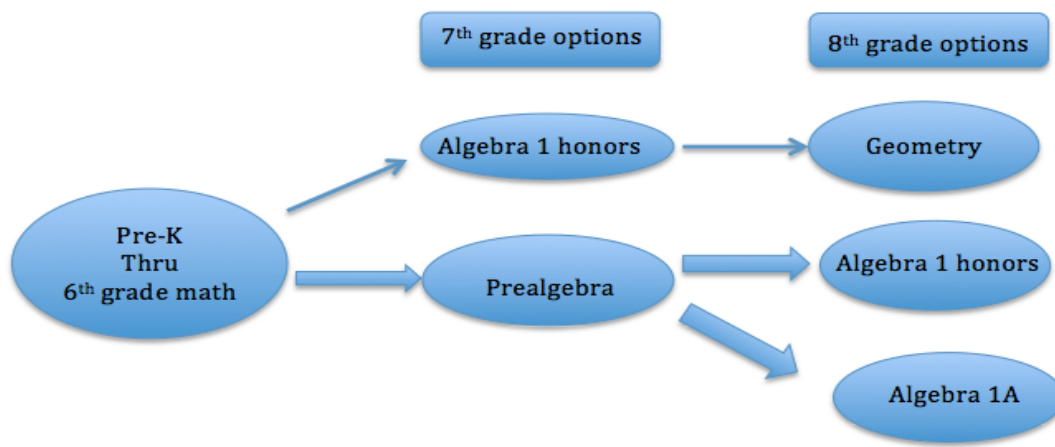 7th grade options
8th grade options
Algebra 1 honors
Geometry
Pre-K
Thru
6th grade math
Prealgebra
Algebra 1 honors
Algebra 1A